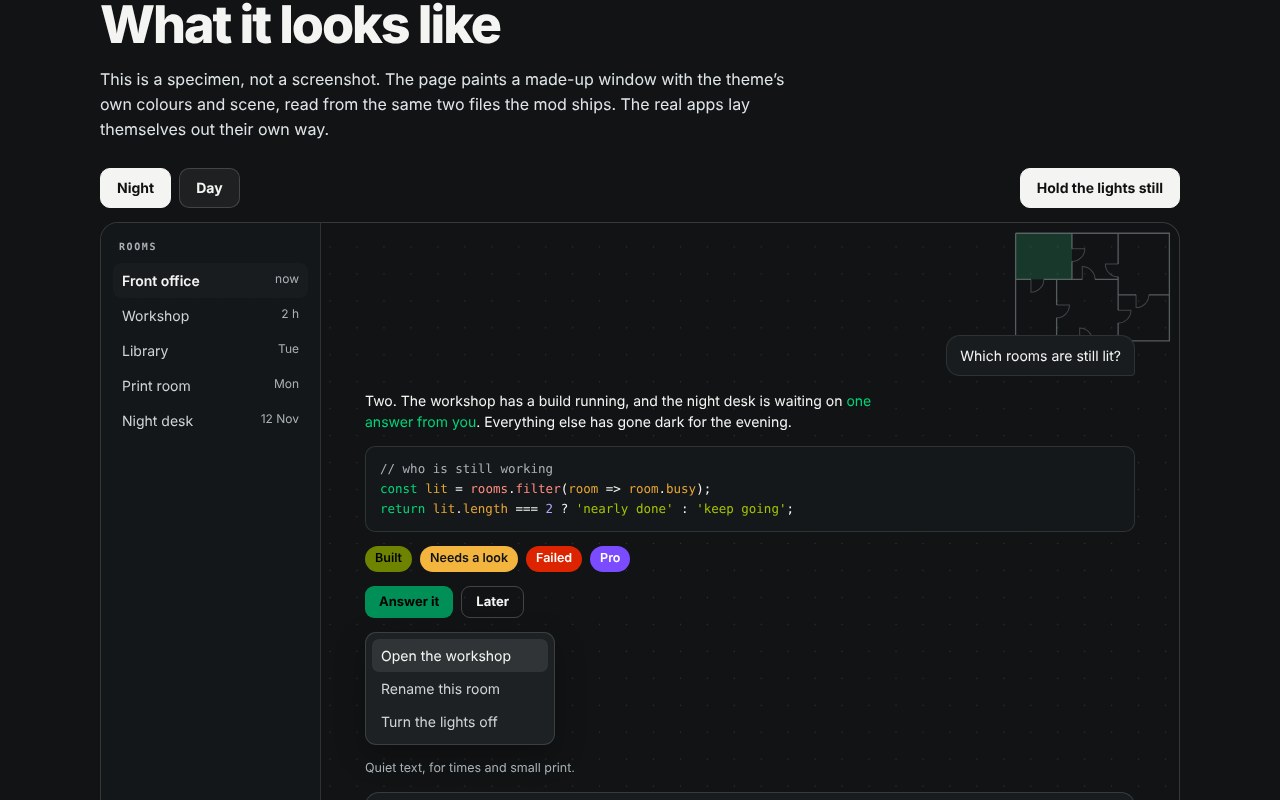 What it looks like
This is a specimen, not a screenshot. The page paints a made-up window with the theme’s
own colours and scene, read from the same two files the mod ships. The real apps lay
themselves out their own way.
Night
Day
Hold the lights still
ROOMS
Front office now
Workshop 2 h
Library Tue
Print room Mon
Night desk 12 Nov
Which rooms are still lit?
Two. The workshop has a build running, and the night desk is waiting on one
answer from you. Everything else has gone dark for the evening.
// who is still working
const lit = rooms.filter(room => room.busy);
return lit.length === 2 ? 'nearly done' : 'keep going';
Built
Needs a look
Failed
Pro
Answer it
Later
Open the workshop
Rename this room
Turn the lights off
Quiet text, for times and small print.